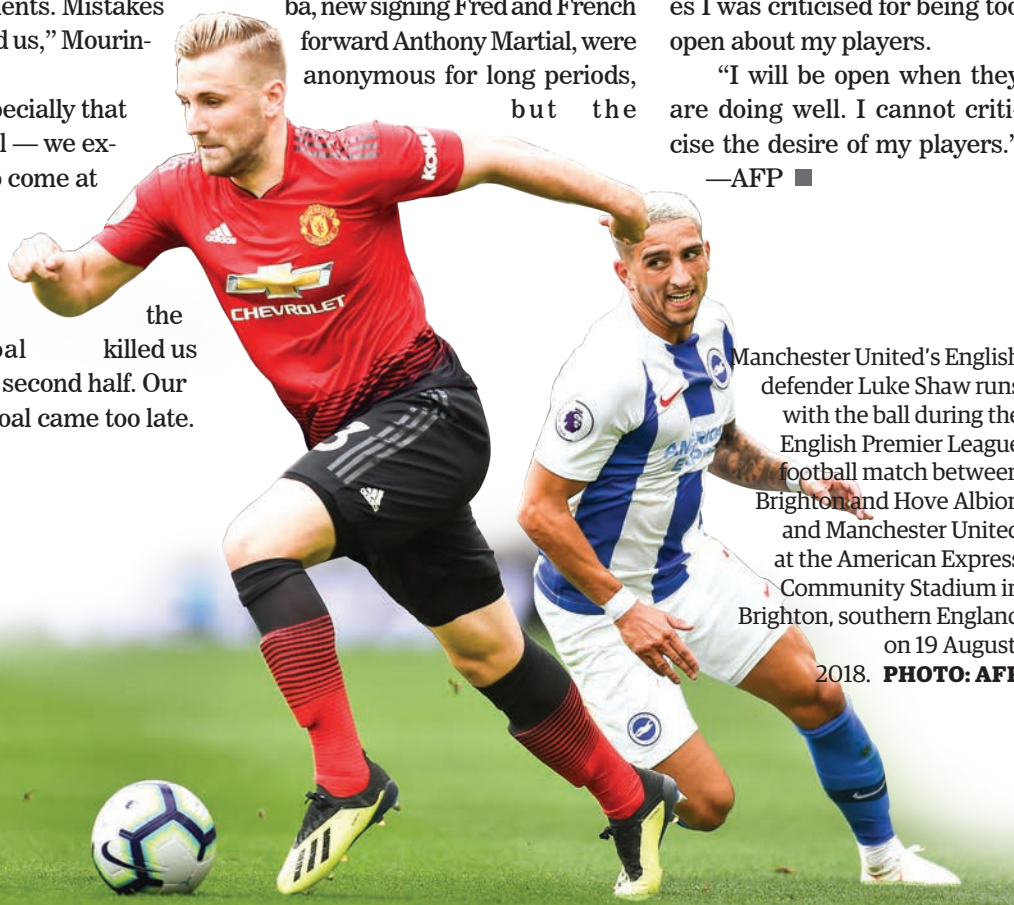 ents. Mistakes
d us,” Mourin-
pecially that
l — we ex-
o come at
the
oal killed us
second half. Our
oal came too late.
ba, new signing Fred and French
forward Anthony Martial, were
anonymous for long periods,
but the
es I was criticised for being too
open about my players.
“I will be open when they
are doing well. I cannot criti-
cise the desire of my players.”
—AFP
KOHL
adidas
CHEVROLET
3
Manchester United's English
defender Luke Shaw runs
with the ball during the
English Premier League
football match between
Brighton and Hove Albion
and Manchester United
at the American Express
Community Stadium in
Brighton, southern England
on 19 August
2018. PHOTO: AFP